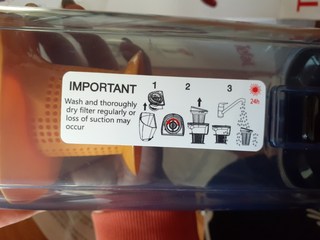 IMPORTANT
1
2
3
24h
Wash and thoroughly
dry filter regularly or
loss of suction may
occur